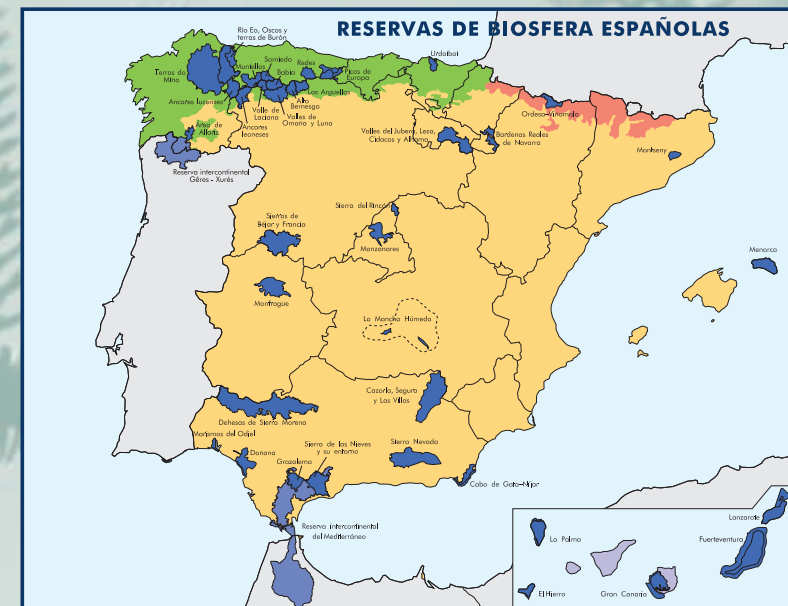 RESERVAS DE BIOSFERA ESPAÑOLAS
Río Eo, Oscos y
terras de Burón
Urdaibai
Terras do
Miño
Muniellos
Somiedo
Babia
Redes
Picos de
Europa
Los Argüellos
Alto
Bernesga
Ancares lucenses
Valle de
Laciana
Valles de
Omaña y Luna
Ancares
leoneses
Área de
Allariz
Reserva intercontinental
Gêres - Xurés
Ordesa-Viñamala
Valles del Jubera, Leza,
Cidacos y Alhama
Bardenas Reales
de Navarra
Montseny
Sierra del Rincón
Sierras de
Béjar y Francia
Manzanares
Menorca
Monfragüe
La Mancha Húmeda
Cazorla, Segura
y Las Villas
Dehesas de Sierra Morena
Marismas del Odiel
Doñana
Sierra de las Nieves
y su entorno
Sierra Nevada
Grazalema
Cabo de Gata-Níjar
Reserva intercontinental
del Mediterráneo
Lanzarote
La Palma
Fuerteventura
El Hierro
Gran Canaria